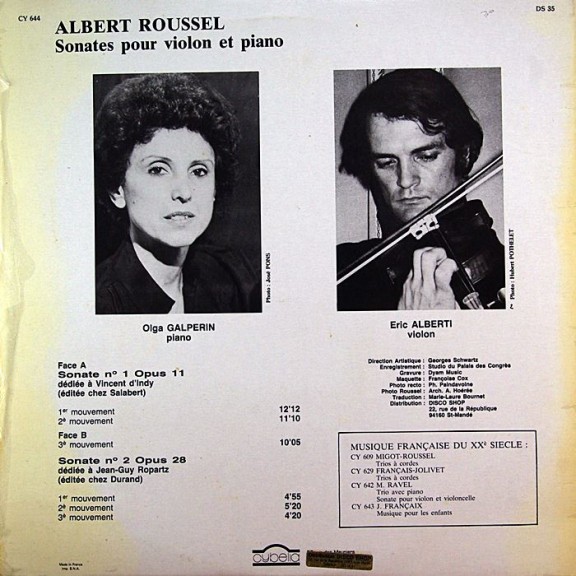 CY 644
DS 35
ALBERT ROUSSEL
Sonates pour violon et piano
Photo : Joel PONS
Photo : Hubert POTHELET
Olga GALPERIN
piano
Eric ALBERTI
violon
Face A
Sonate nº 1 Opus 11
dédiée à Vincent d'Indy
(éditée chez Salabert)
1er mouvement 12'12
2e mouvement 11'10
Face B
3e mouvement 10'05
Sonate nº 2 Opus 28
dédiée à Jean-Guy Ropartz
(éditée chez Durand)
1er mouvement 4'55
2e mouvement 5'20
3e mouvement 4'20
Direction Artistique : Georges Schwartz
Enregistrement : Studio du Palais des Congrès
Gravure : Dyam Music
Maquette : Françoise Cox
Photo recto : Ph. Paindavoine
Photo Roussel : Arch. A. Hoérée
Traduction : Marie-Laure Bournet
Distribution : DISCO SHOP
22, rue de la République
94160 St-Mandé
MUSIQUE FRANÇAISE DU XXe SIECLE :
CY 609 MIGOT-ROUSSEL
Trios à cordes
CY 629 FRANÇAIS-JOLIVET
Trios à cordes
CY 642 M. RAVEL
Trio avec piano
Sonate pour violon et violoncelle
CY 643 J. FRANÇAIX
Musique pour les enfants
Made in France
cybelia